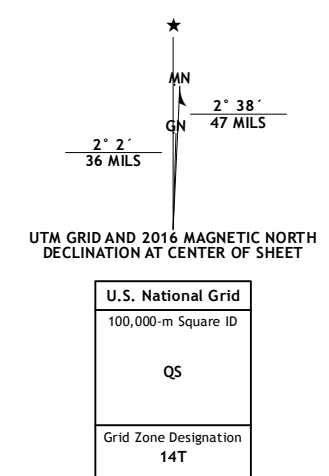 ★
MN
GN
2° 38´
47 MILS
2° 2´
36 MILS
UTM GRID AND 2016 MAGNETIC NORTH
DECLINATION AT CENTER OF SHEET
U.S. National Grid
100,000-m Square ID
QS
Grid Zone Designation
14T